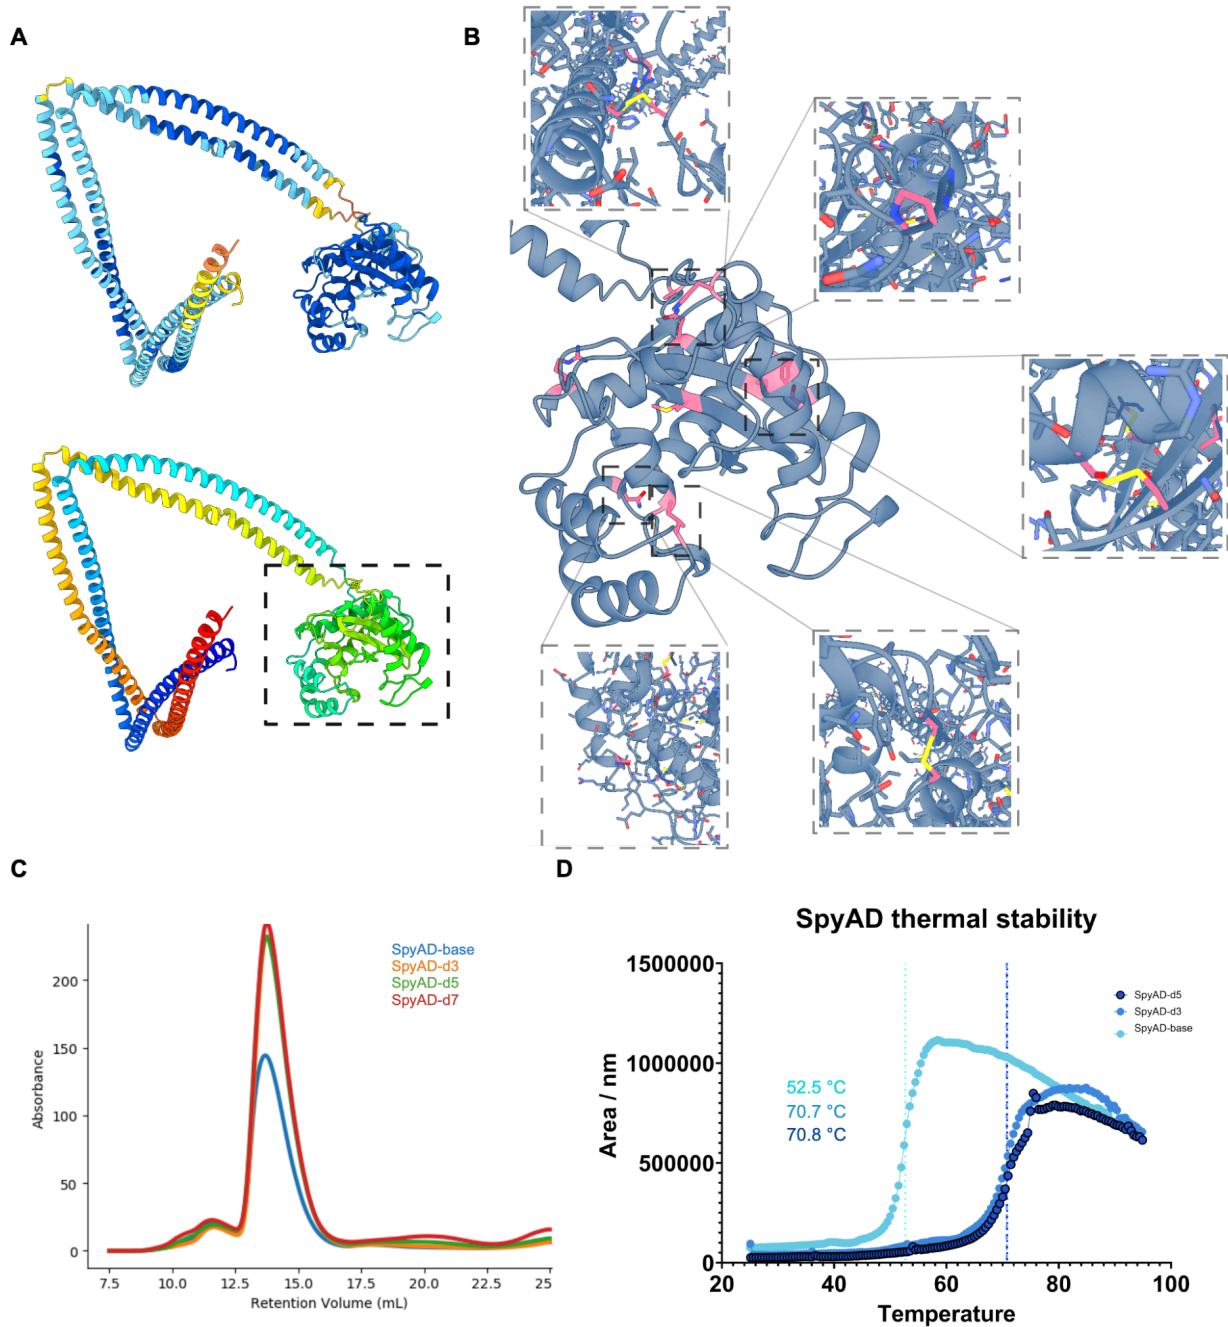 A
B
C
D
SpyAD-base
SpyAD-d3
SpyAD-d5
SpyAD-d7
200
150
100
50
0
Absorbance
7.5
10.0
12.5
15.0
17.5
20.0
22.5
25
Retention Volume (mL)
SpyAD thermal stability
1500000
1000000
500000
0
Area / nm
SpyAD-d5
SpyAD-d3
SpyAD-base
52.5 °C
70.7 °C
70.8 °C
20
40
60
80
100
Temperature